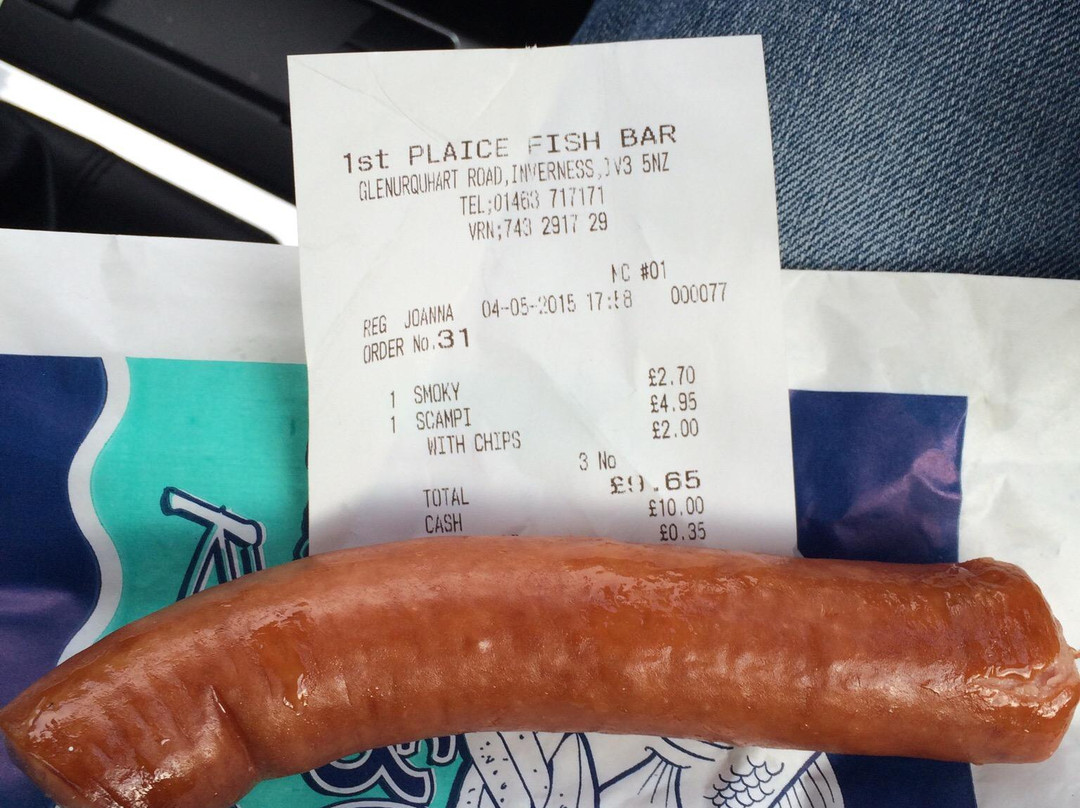 1st PLAICE FISH BAR
GLENURQUHART ROAD,INVERNESS,IV3 5NZ
TEL;01463 717171
VRN;743 2917 29
MC #01
REG JOANNA 04-05-2015 17:58 000077
ORDER No.31
1 SMOKY £2.70
1 SCAMPI £4.95
WITH CHIPS £2.00
3 No
TOTAL £9.65
CASH £10.00
£0.35